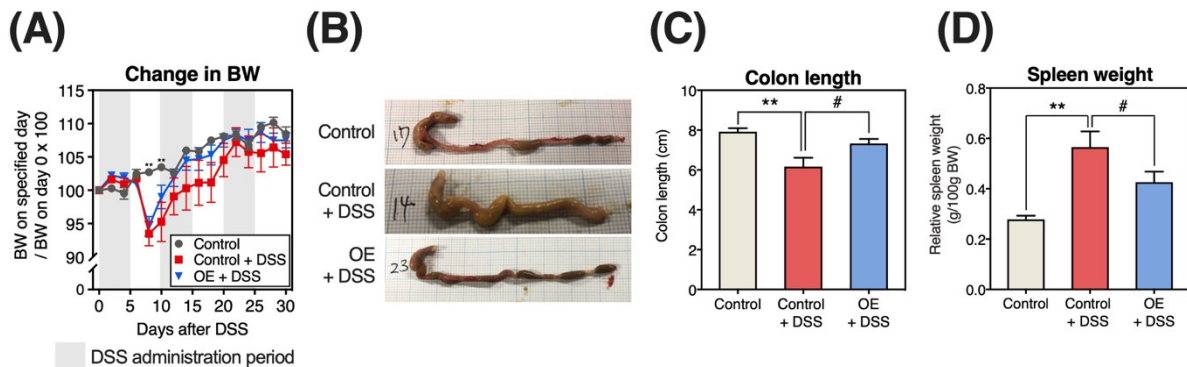 (A)
Change in BW
BW on specified day
/ BW on day 0 x 100
115
110
105
100
95
90
0
** **
Control
Control + DSS
OE + DSS
0 5 10 15 20 25 30
Days after DSS
DSS administration period
(B)
Control
17
Control
+ DSS
14
OE
+ DSS
23
(C)
Colon length
Colon length (cm)
10
8
6
4
2
0
** #
Control
Control
+ DSS
OE
+ DSS
(D)
Spleen weight
Relative spleen weight
(g/100g BW)
0.8
0.6
0.4
0.2
0.0
** #
Control
Control
+ DSS
OE
+ DSS